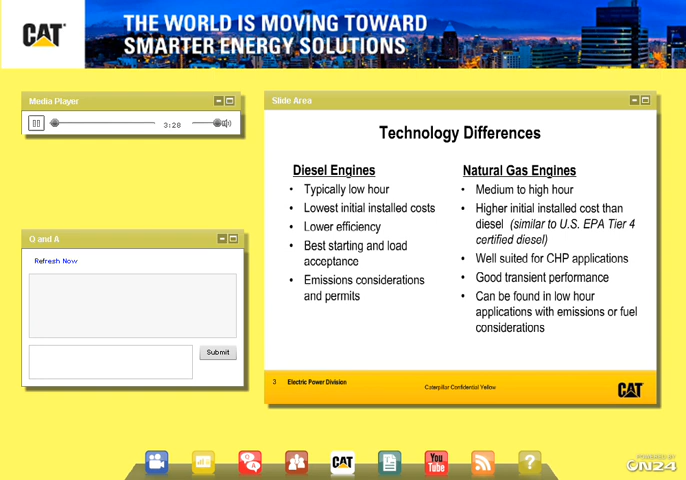 CAT
THE WORLD IS MOVING TOWARD
SMARTER ENERGY SOLUTIONS
Media Player
3:28
Q and A
Refresh Now
Submit
Slide Area
Technology Differences
Diesel Engines
• Typically low hour
• Lowest initial installed costs
• Lower efficiency
• Best starting and load
acceptance
• Emissions considerations
and permits
Natural Gas Engines
• Medium to high hour
• Higher initial installed cost than
diesel (similar to U.S. EPA Tier 4
certified diesel)
• Well suited for CHP applications
• Good transient performance
• Can be found in low hour
applications with emissions or fuel
considerations
3 Electric Power Division
Caterpillar Confidential Yellow
CAT
Q
A
CAT
You
Tube
?
POWERED BY
ON24